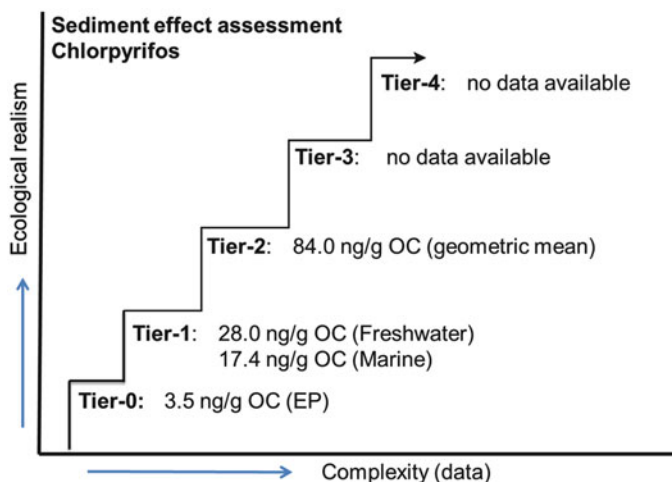 Sediment effect assessment
Chlorpyrifos
Tier-4: no data available
Tier-3: no data available
Tier-2: 84.0 ng/g OC (geometric mean)
Tier-1: 28.0 ng/g OC (Freshwater)
17.4 ng/g OC (Marine)
Tier-0: 3.5 ng/g OC (EP)
Ecological realism
Complexity (data)